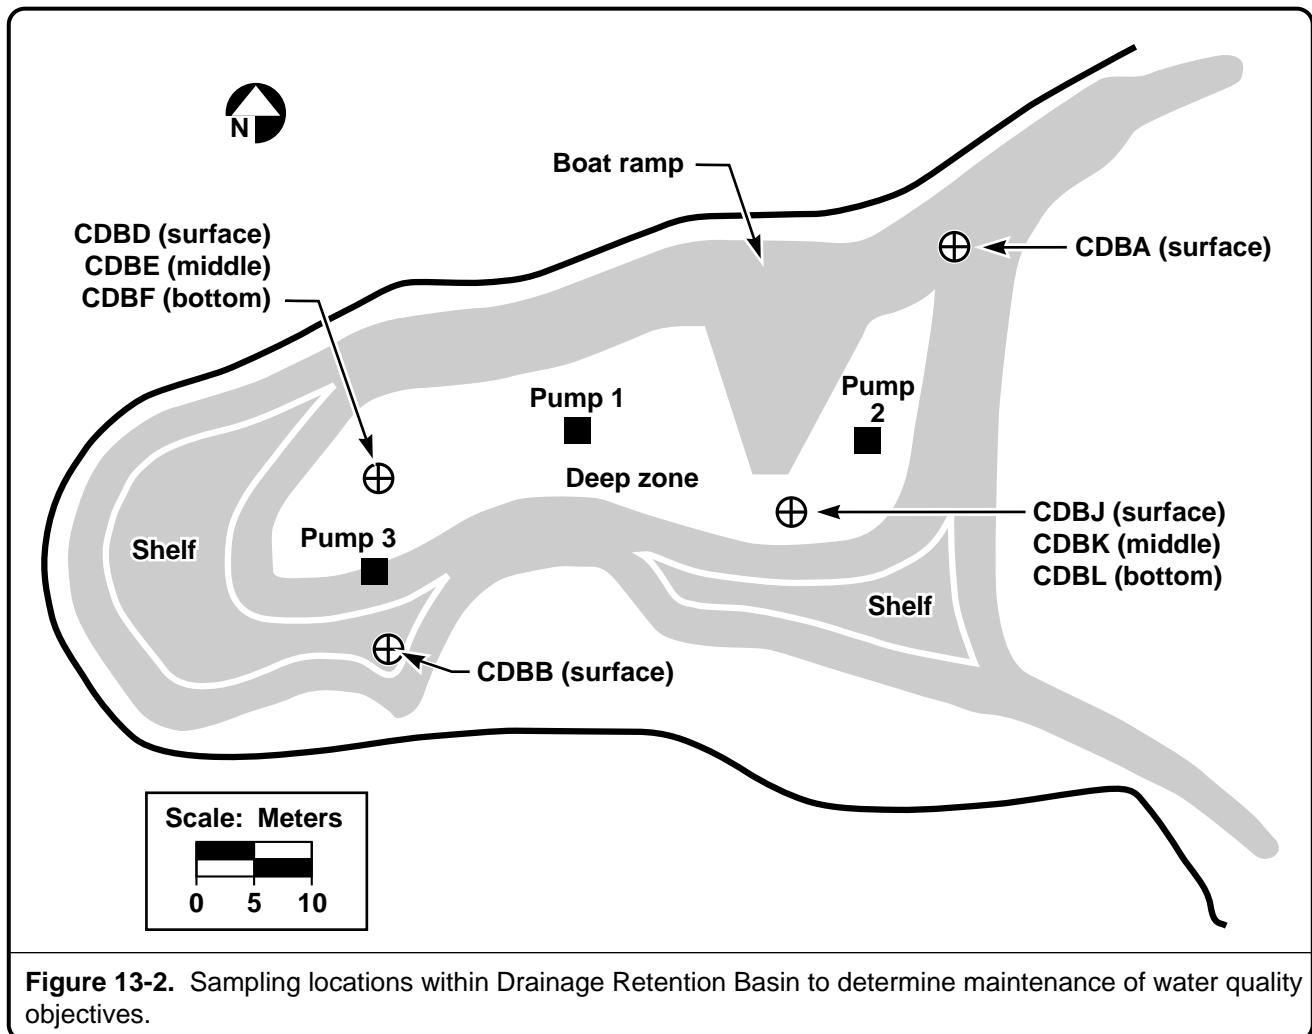 N
Boat ramp
CDBD (surface)
CDBE (middle)
CDBF (bottom)
CDBA (surface)
Pump 1
Pump
2
Deep zone
Pump 3
Shelf
CDBJ (surface)
CDBK (middle)
CDBL (bottom)
Shelf
CDBB (surface)
Scale: Meters
0 5 10
Figure 13-2. Sampling locations within Drainage Retention Basin to determine maintenance of water quality
objectives.